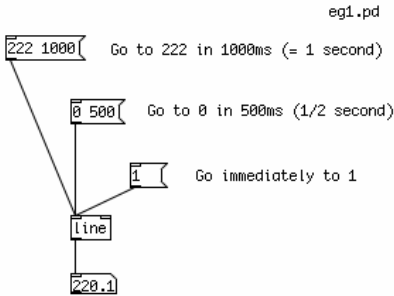 eg1.pd
222 1000 Go to 222 in 1000ms (= 1 second)
0 500 Go to 0 in 500ms (1/2 second)
1 Go immediately to 1
line
220.1